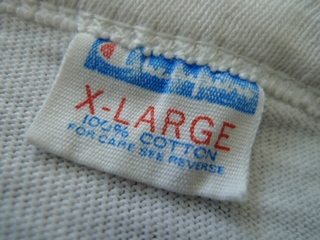 X-LARGE
100% COTTON
FOR CARE SEE REVERSE